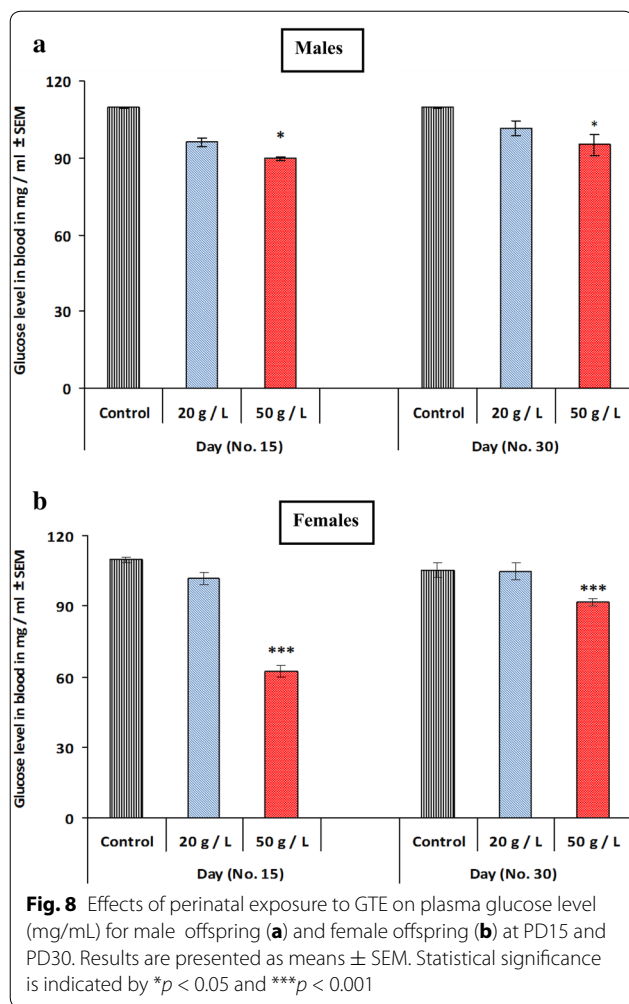 a
Males
Glucose level in blood in mg / ml ± SEM
120
90
60
30
0
*
*
Control 20 g / L 50 g / L Control 20 g / L 50 g / L
Day (No. 15) Day (No. 30)
b
Females
Glucose level in blood in mg / ml ± SEM
120
90
60
30
0
***
***
Control 20 g / L 50 g / L Control 20 g / L 50 g / L
Day (No. 15) Day (No. 30)
Fig. 8 Effects of perinatal exposure to GTE on plasma glucose level
(mg/mL) for male offspring (a) and female offspring (b) at PD15 and
PD30. Results are presented as means ± SEM. Statistical significance
is indicated by *p < 0.05 and ***p < 0.001